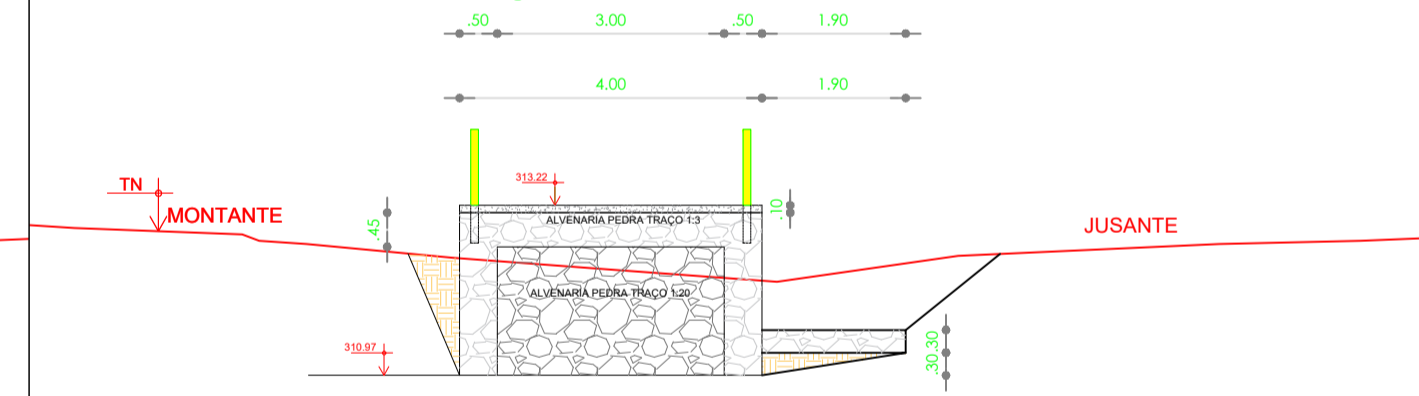 .50 3.00 .50 1.90
4.00 1.90
TN
313.22
MONTANTE
.45
ALVENARIA PEDRA TRAÇO 1:3
.10
JUSANTE
ALVENARIA PEDRA TRAÇO 1:20
310.97
.30
.30